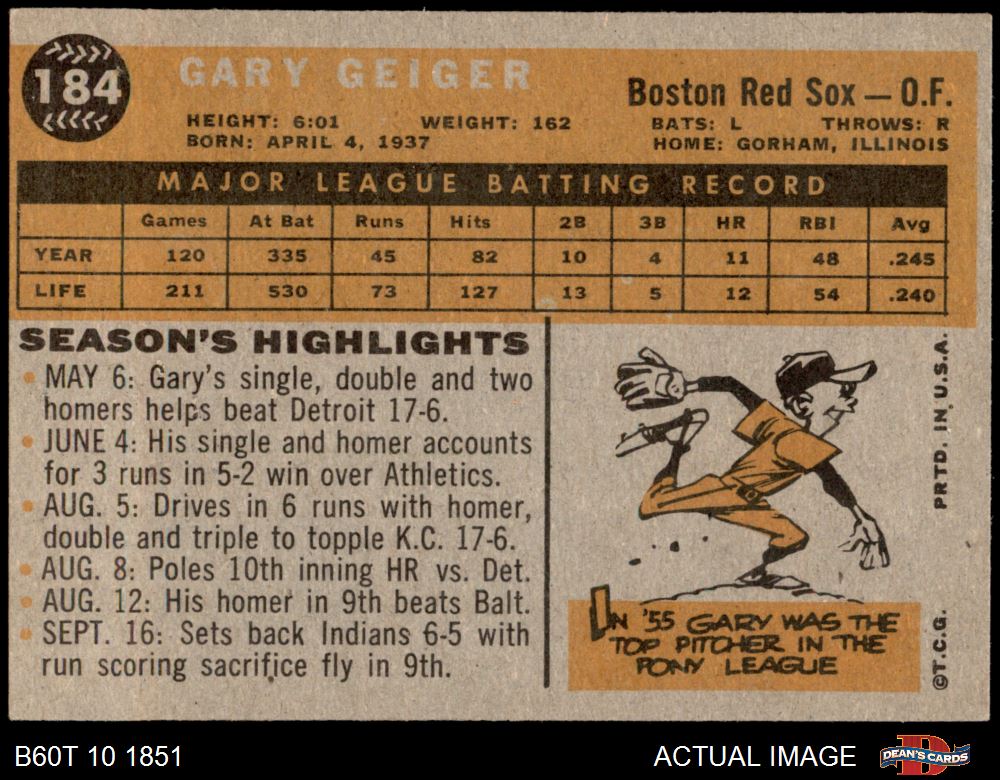 184
GARY GEIGER
Boston Red Sox — O.F.
HEIGHT: 6:01 WEIGHT: 162 BATS: L THROWS: R
BORN: APRIL 4, 1937 HOME: GORHAM, ILLINOIS
MAJOR LEAGUE BATTING RECORD
Games At Bat Runs Hits 2B 3B HR RBI Avg
YEAR 120 335 45 82 10 4 11 48 .245
LIFE 211 530 73 127 13 5 12 54 .240
SEASON'S HIGHLIGHTS
• MAY 6: Gary's single, double and two
homers helps beat Detroit 17-6.
• JUNE 4: His single and homer accounts
for 3 runs in 5-2 win over Athletics.
• AUG. 5: Drives in 6 runs with homer,
double and triple to topple K.C. 17-6.
• AUG. 8: Poles 10th inning HR vs. Det.
• AUG. 12: His homer in 9th beats Balt.
• SEPT. 16: Sets back Indians 6-5 with
run scoring sacrifice fly in 9th.
IN '55 GARY WAS THE
TOP PITCHER IN THE
PONY LEAGUE
©T.C.G. PRTD. IN U.S.A.
B60T 10 1851 ACTUAL IMAGE DEAN'S CARDS